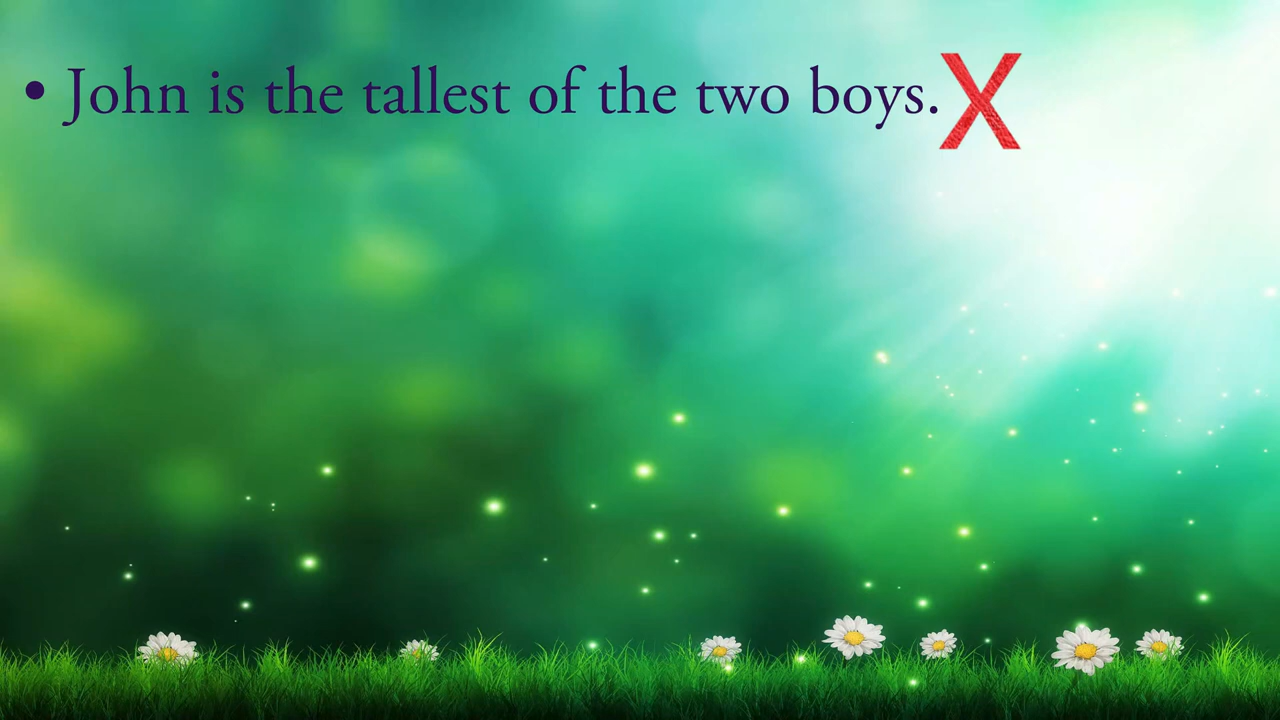 • John is the tallest of the two boys. X